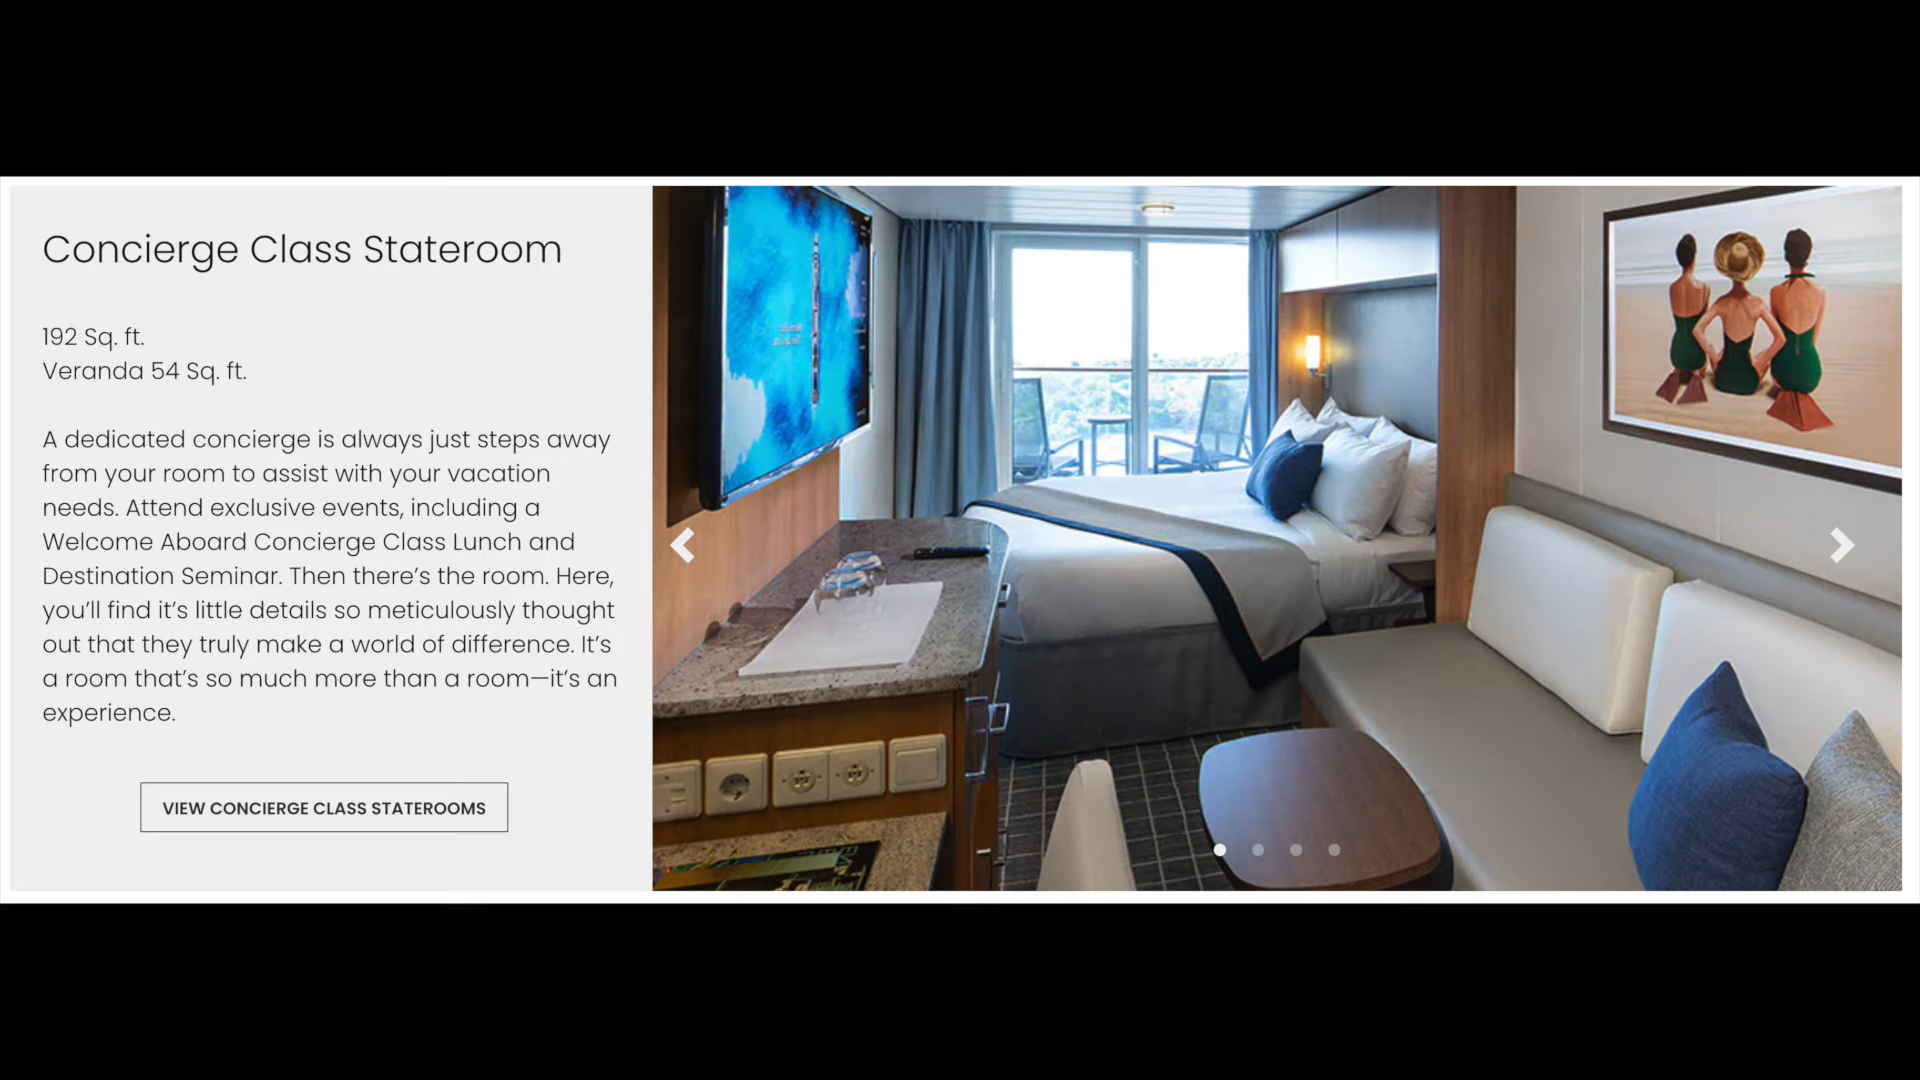 Concierge Class Stateroom
192 Sq. ft.
Veranda 54 Sq. ft.
A dedicated concierge is always just steps away
from your room to assist with your vacation
needs. Attend exclusive events, including a
Welcome Aboard Concierge Class Lunch and
Destination Seminar. Then there’s the room. Here,
you’ll find it’s little details so meticulously thought
out that they truly make a world of difference. It’s
a room that’s so much more than a room—it’s an
experience.
VIEW CONCIERGE CLASS STATEROOMS